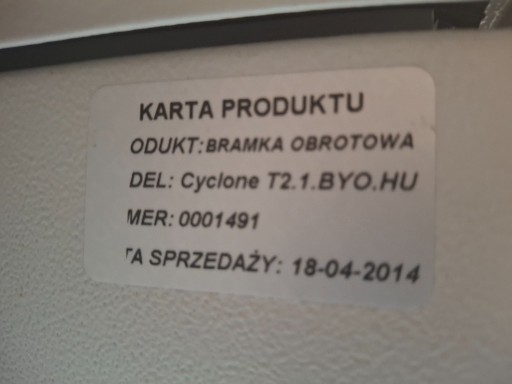 KARTA PRODUKTU
ODUKT: BRAMKA OBROTOWA
DEL: Cyclone T2.1.BYO.HU
MER: 0001491
TA SPRZEDAŻY: 18-04-2014